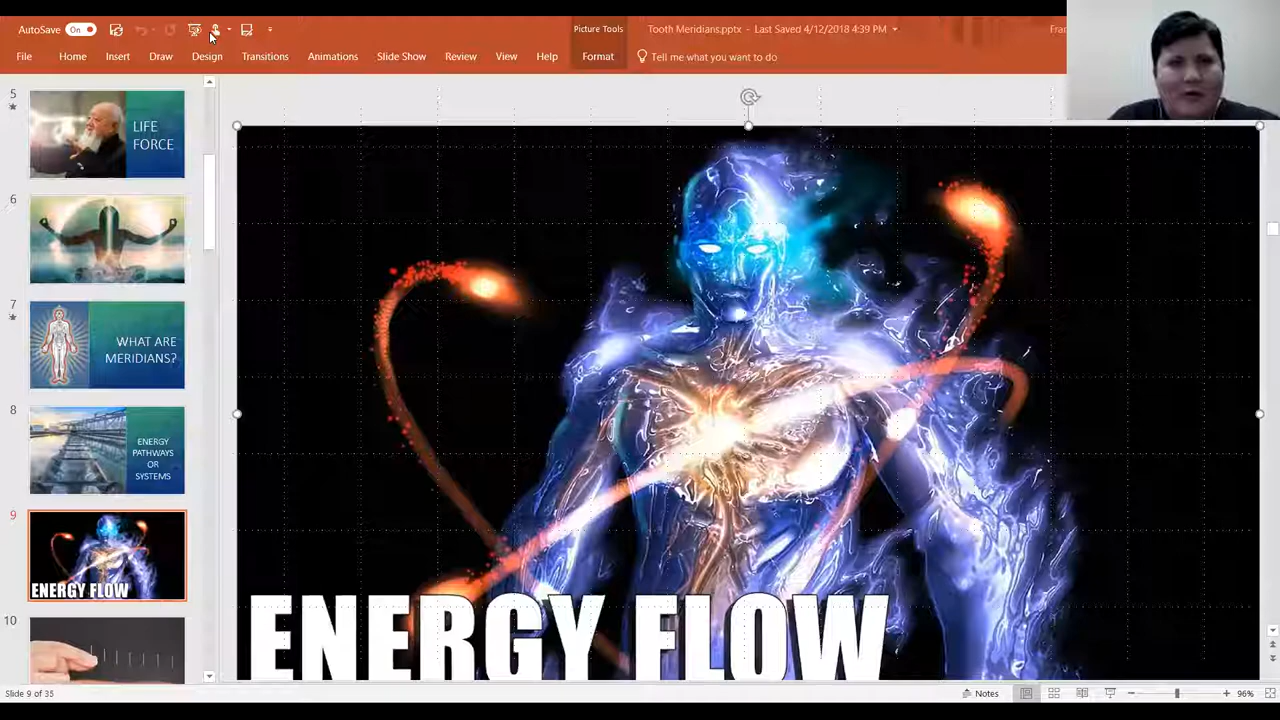 AutoSave On
Picture Tools
Tooth Meridians.pptx - Last Saved 4/12/2018 4:39 PM
Fran
File Home Insert Draw Design Transitions Animations Slide Show Review View Help Format Tell me what you want to do
5
LIFE
FORCE
6
7
WHAT ARE
MERIDIANS?
8
ENERGY
PATHWAYS
OR
SYSTEMS
9
ENERGY FLOW
10
ENERGY FLOW
Slide 9 of 35
Notes
96%